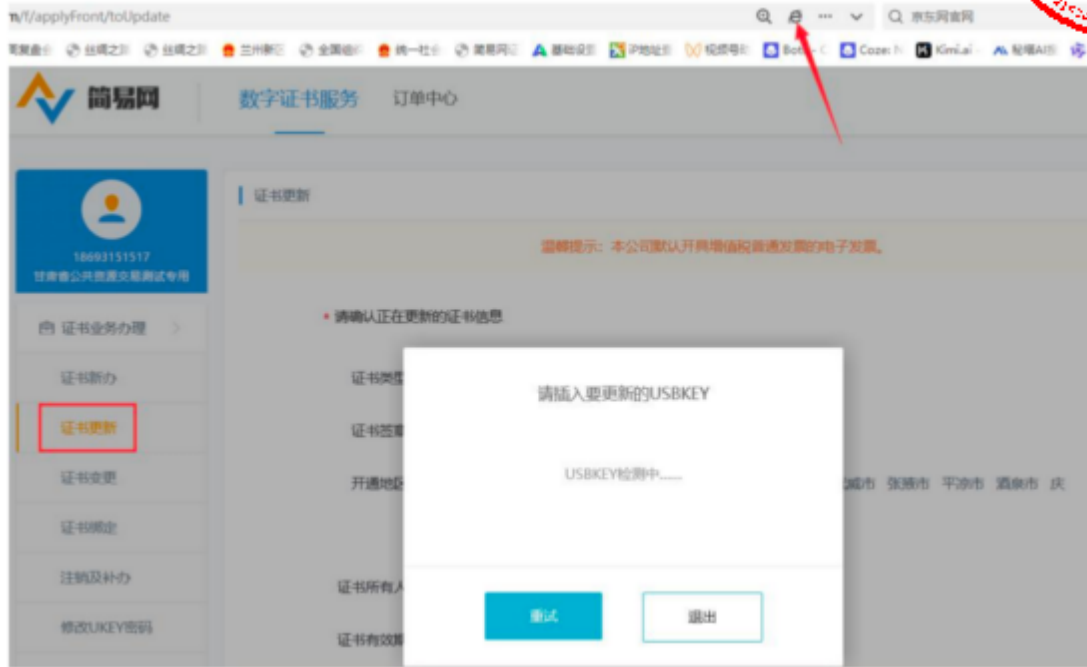 /f/applyFront/toUpdate
京东网官网
Kimi.ai
简易网
数字证书服务 订单中心
证书更新
18693151517
甘肃省公共资源交易测试专用
温馨提示：本公司默认开具增值税普通发票的电子发票。
证书业务办理
* 请确认正在更新的证书信息
证书新办
证书类型
请插入要更新的USBKEY
证书更新
证书签章
USBKEY检测中......
证书变更
开通地区
威市 张掖市 平凉市 酒泉市 庆
证书绑定
注销及补办
证书所有人
重试
退出
修改UKEY密码
证书有效期